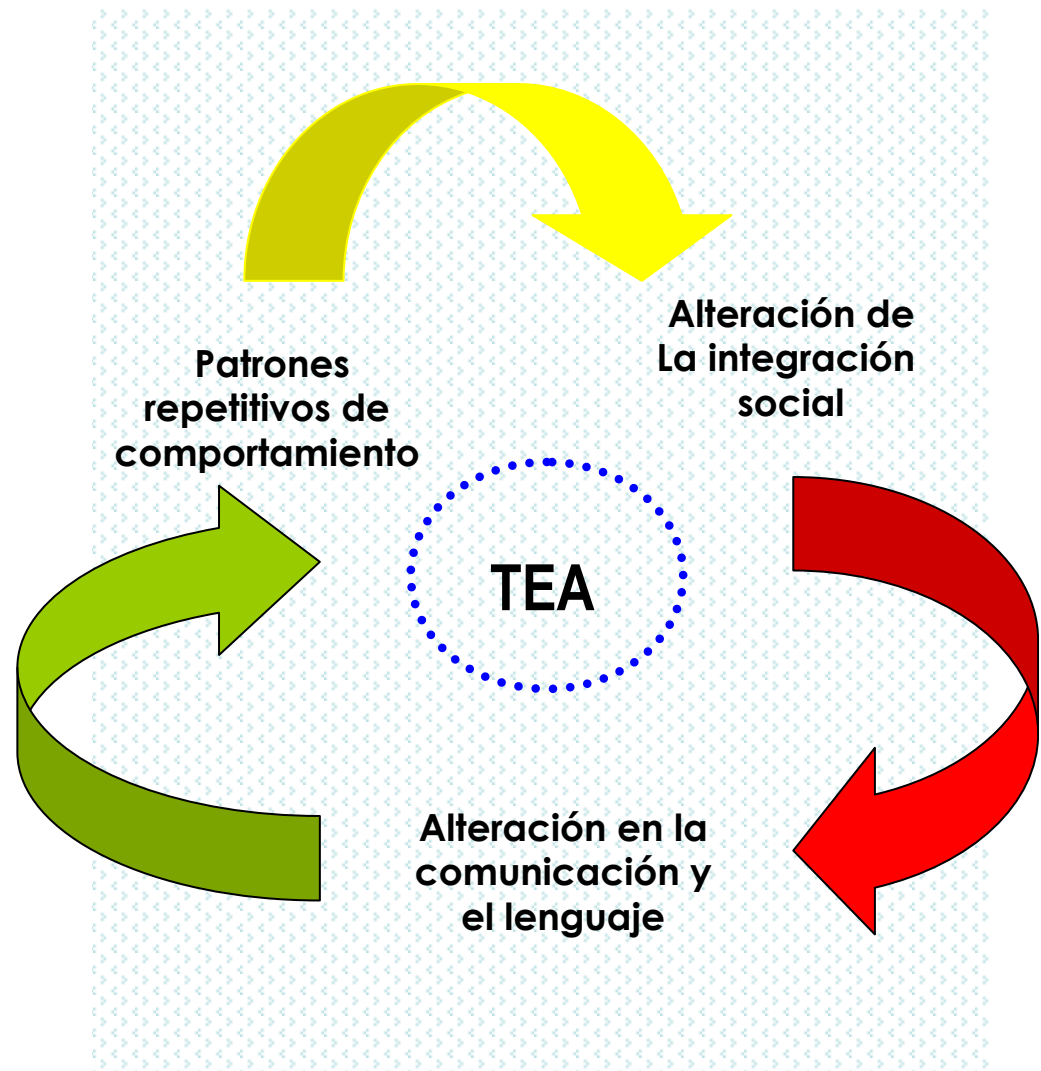 Alteración de
La integración
social
Patrones
repetitivos de
comportamiento
TEA
Alteración en la
comunicación y
el lenguaje